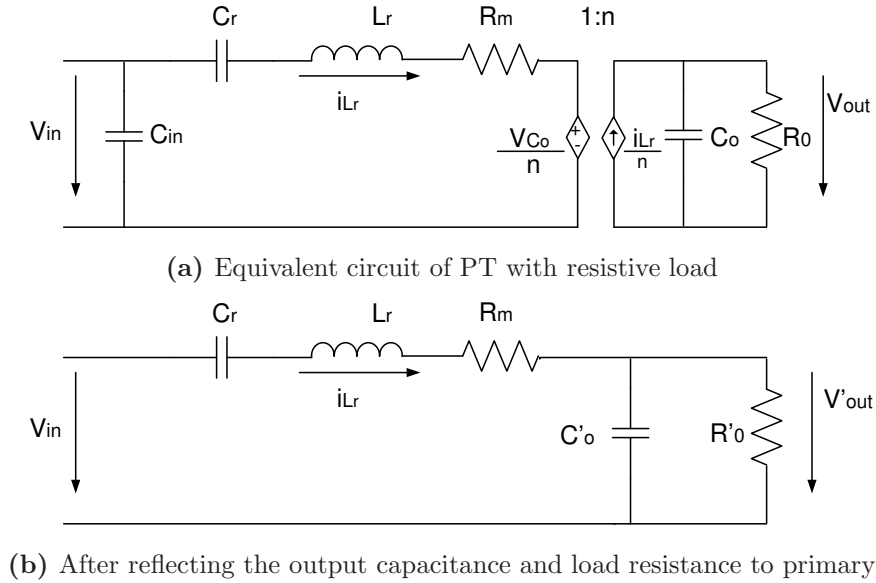 Cr Lr Rm 1:n
iLr
Vin Cin VCo/n iLr/n Co R0 Vout
+
-
(a) Equivalent circuit of PT with resistive load
Cr Lr Rm
iLr
Vin C'o R'0 V'out
(b) After reflecting the output capacitance and load resistance to primary